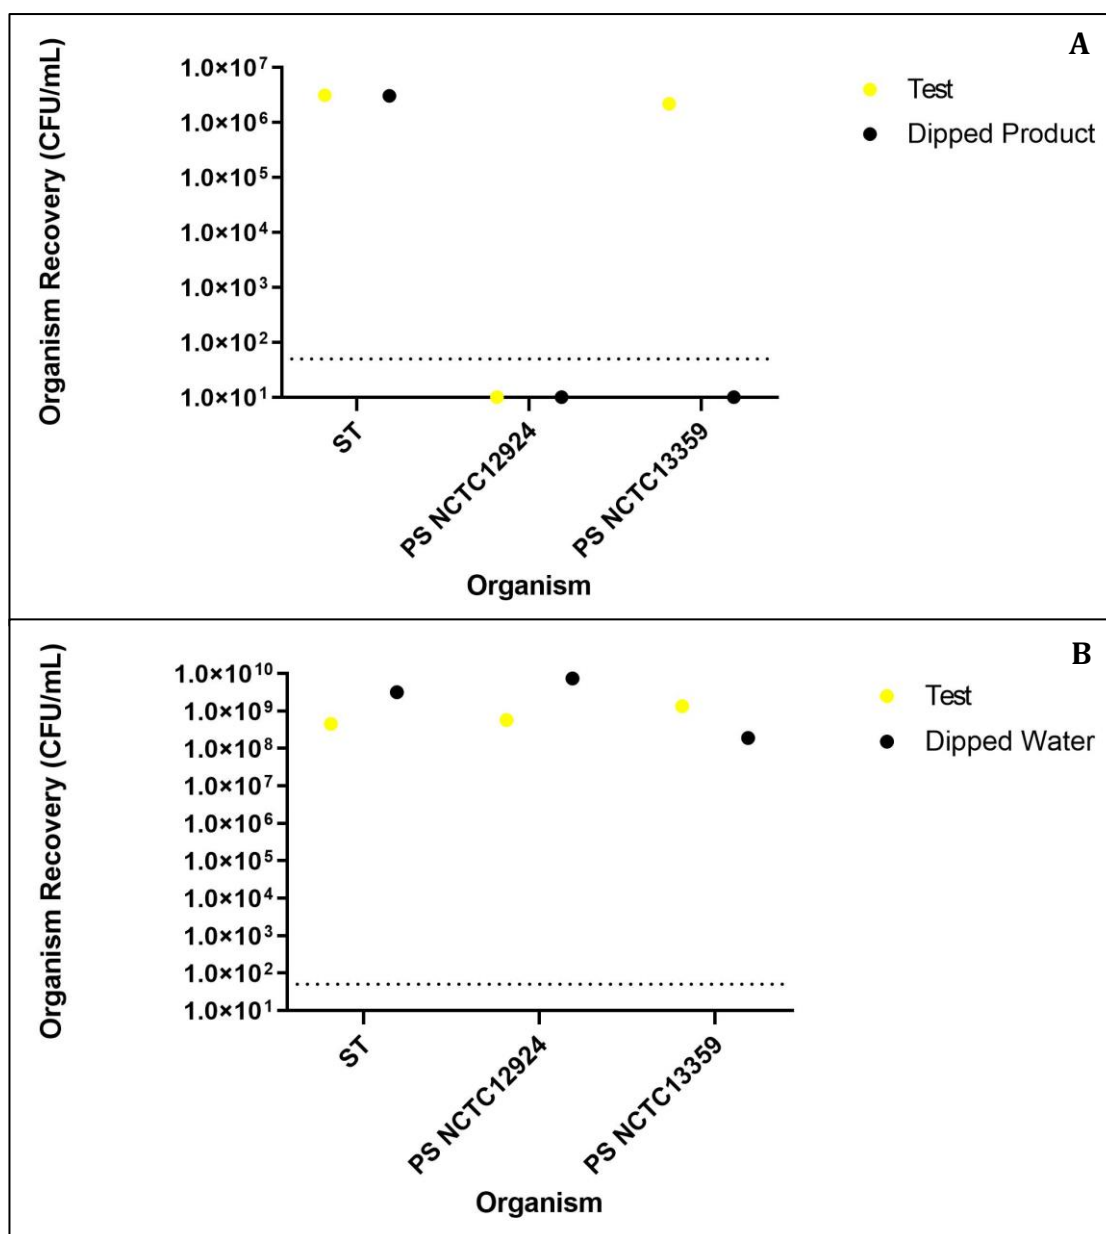 A
Organism Recovery (CFU/mL)
1.0×10⁷
1.0×10⁶
1.0×10⁵
1.0×10⁴
1.0×10³
1.0×10²
1.0×10¹
Test
Dipped Product
ST
PS NCTC12924
PS NCTC13359
Organism
B
Organism Recovery (CFU/mL)
1.0×10¹⁰
1.0×10⁹
1.0×10⁸
1.0×10⁷
1.0×10⁶
1.0×10⁵
1.0×10⁴
1.0×10³
1.0×10²
1.0×10¹
Test
Dipped Water
ST
PS NCTC12924
PS NCTC13359
Organism